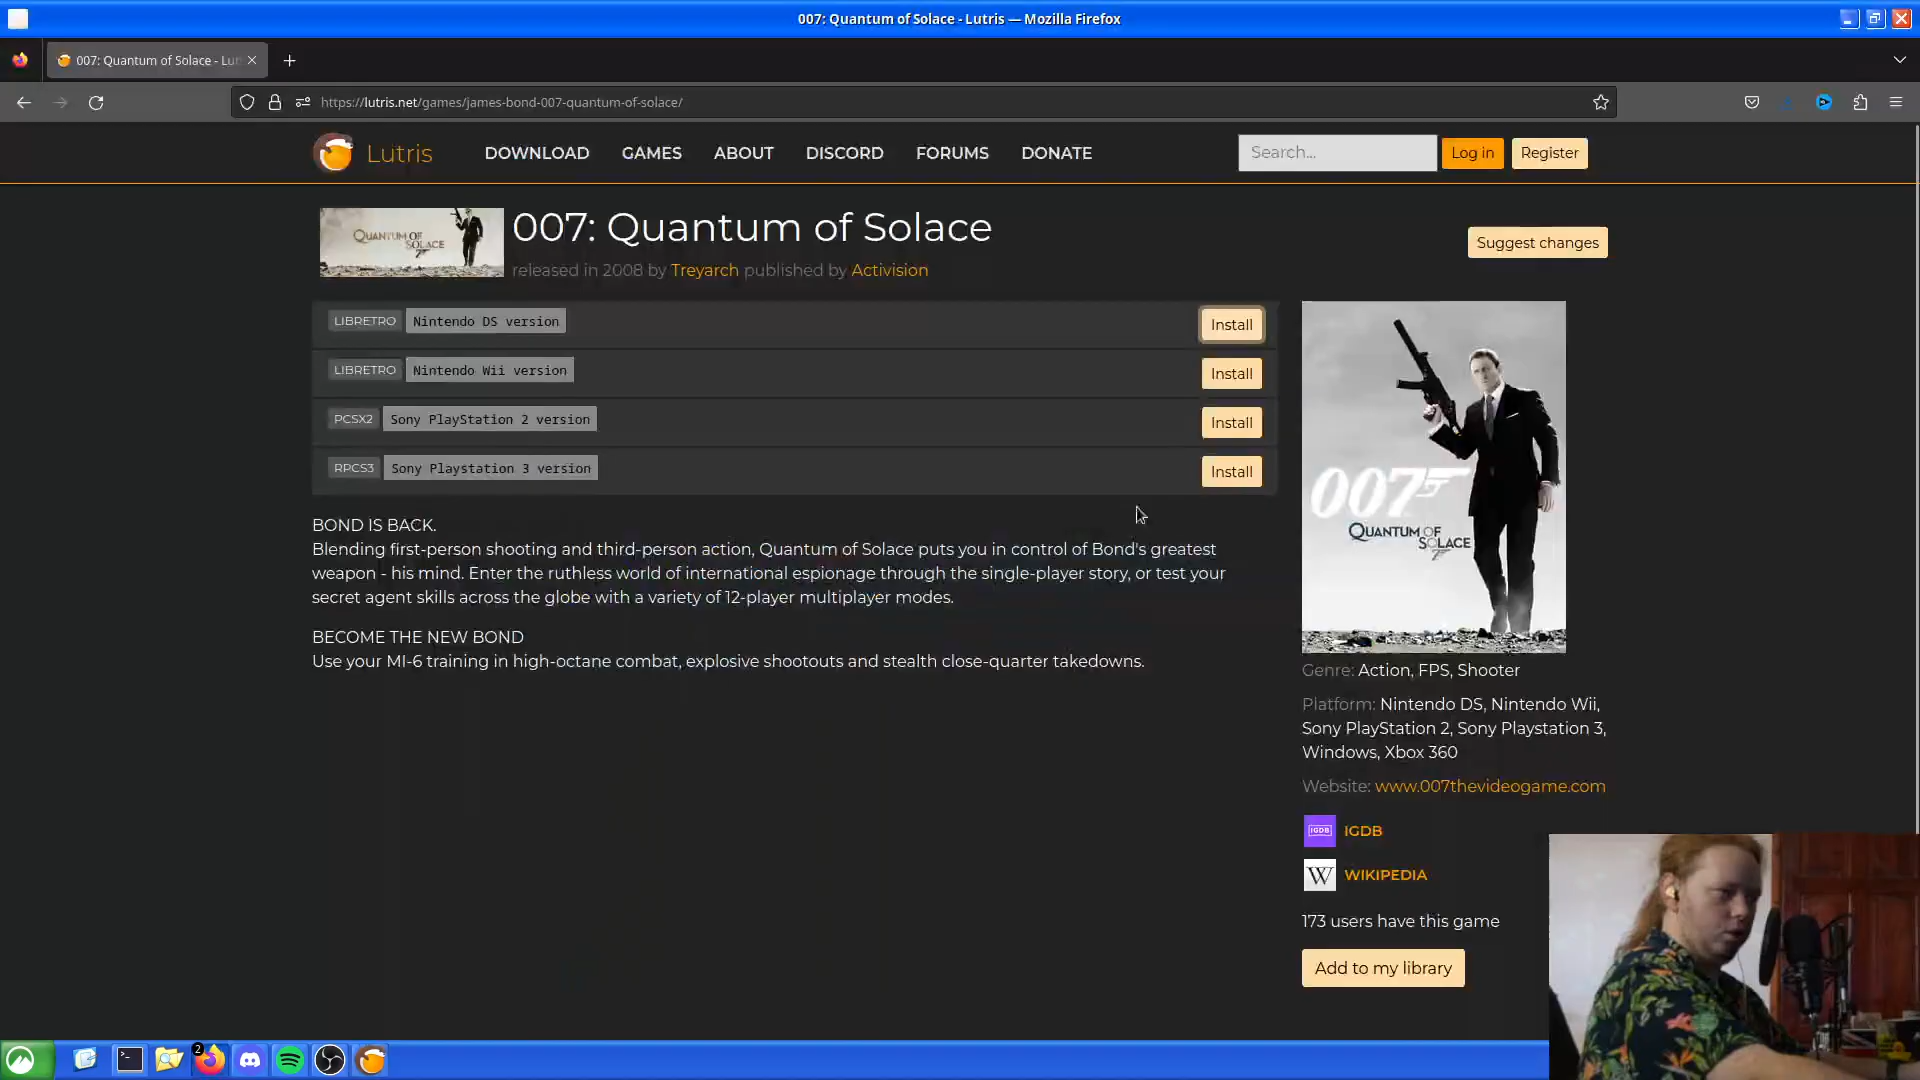 007: Quantum of Solace - Lutris — Mozilla Firefox
007: Quantum of Solace - Lut
https://lutris.net/games/james-bond-007-quantum-of-solace/
Lutris
DOWNLOAD GAMES ABOUT DISCORD FORUMS DONATE
Search...
Log in
Register
QUANTUM OF SOLACE
007: Quantum of Solace
released in 2008 by Treyarch published by Activision
Suggest changes
LIBRETRO Nintendo DS version Install
LIBRETRO Nintendo Wii version Install
PCSX2 Sony PlayStation 2 version Install
RPCS3 Sony Playstation 3 version Install
BOND IS BACK.
Blending first-person shooting and third-person action, Quantum of Solace puts you in control of Bond's greatest
weapon - his mind. Enter the ruthless world of international espionage through the single-player story, or test your
secret agent skills across the globe with a variety of 12-player multiplayer modes.
BECOME THE NEW BOND
Use your MI-6 training in high-octane combat, explosive shootouts and stealth close-quarter takedowns.
007
QUANTUM OF
SOLACE
Genre: Action, FPS, Shooter
Platform: Nintendo DS, Nintendo Wii,
Sony PlayStation 2, Sony Playstation 3,
Windows, Xbox 360
Website: www.007thevideogame.com
IGDB IGDB
W WIKIPEDIA
173 users have this game
Add to my library
2